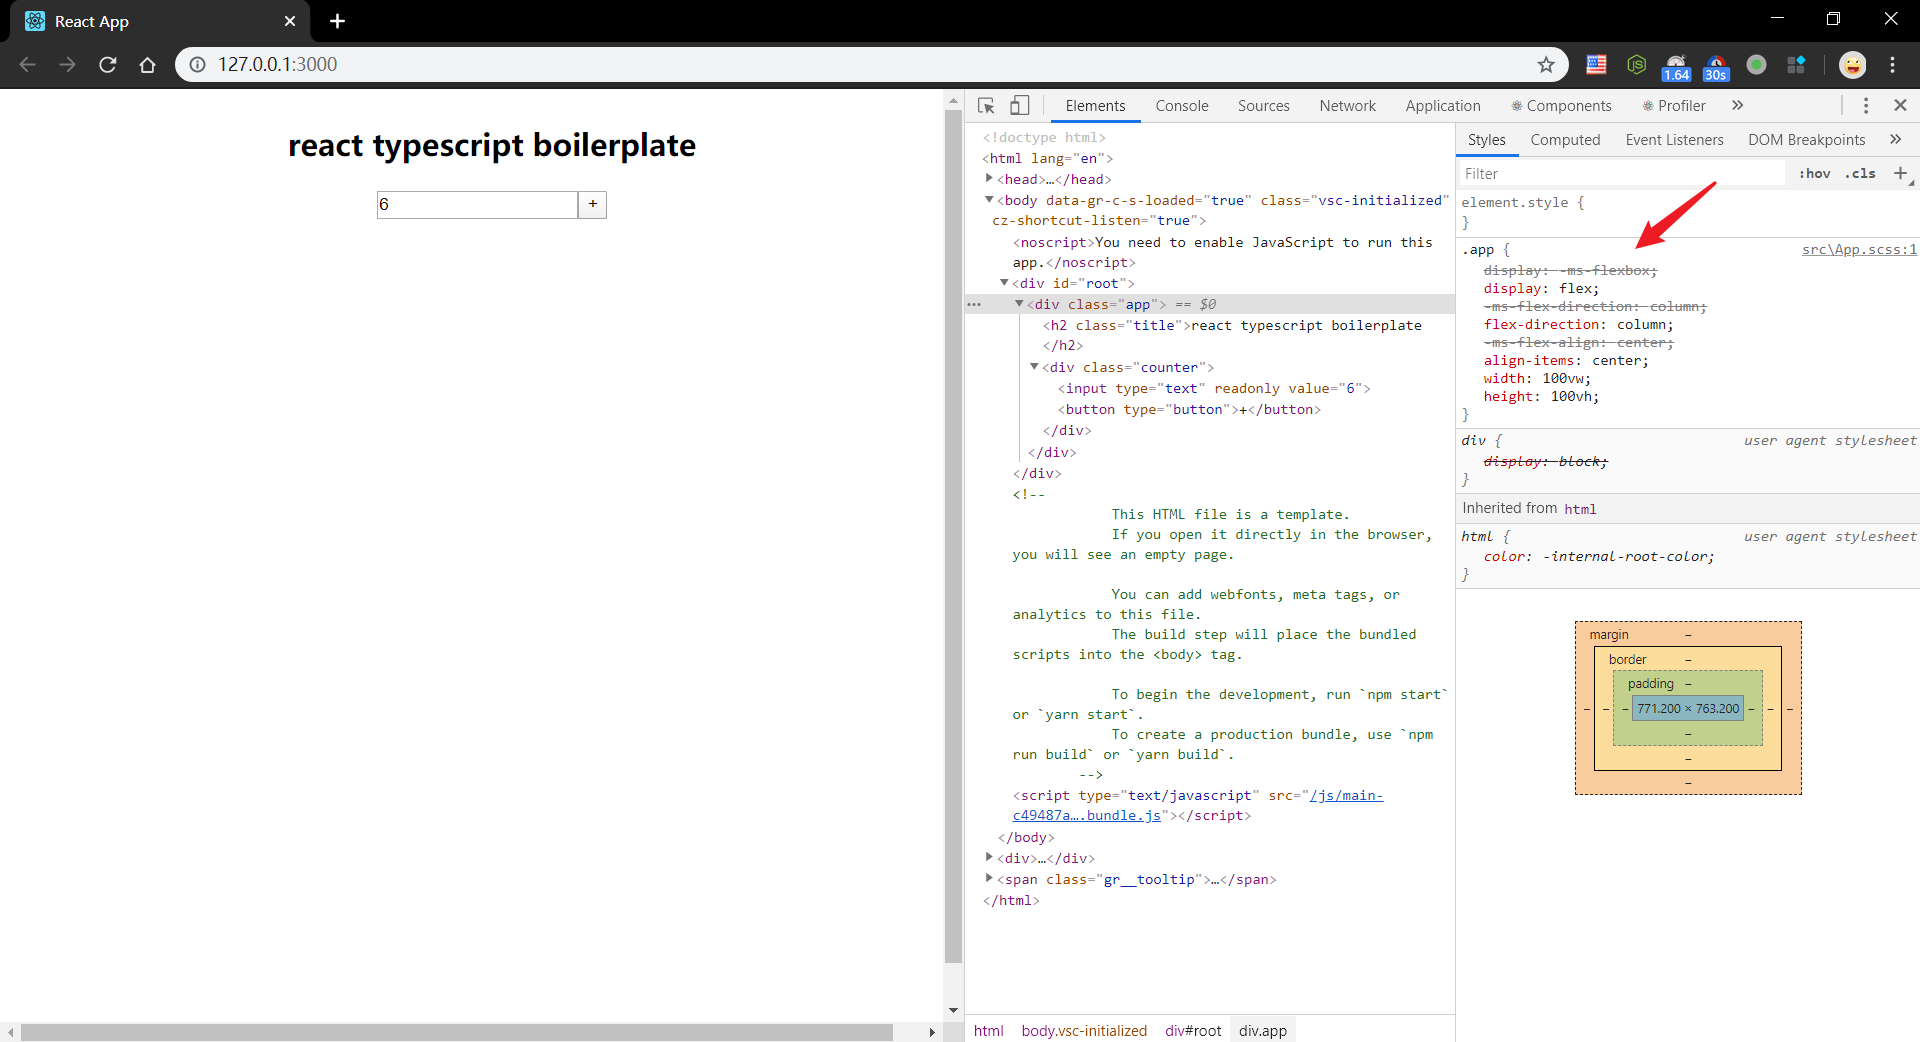 React App
127.0.0.1:3000
1.64
30s
react typescript boilerplate
6
+
Elements Console Sources Network Application Components Profiler »
<!doctype html>
<html lang="en">
<head>…</head>
<body data-gr-c-s-loaded="true" class="vsc-initialized"
cz-shortcut-listen="true">
<noscript>You need to enable JavaScript to run this
app.</noscript>
<div id="root">
<div class="app"> == $0
<h2 class="title">react typescript boilerplate
</h2>
<div class="counter">
<input type="text" readonly value="6">
<button type="button">+</button>
</div>
</div>
</div>
<!--
This HTML file is a template.
If you open it directly in the browser,
you will see an empty page.
You can add webfonts, meta tags, or
analytics to this file.
The build step will place the bundled
scripts into the <body> tag.
To begin the development, run `npm start`
or `yarn start`.
To create a production bundle, use `npm
run build` or `yarn build`.
-->
<script type="text/javascript" src="/js/main-
c49487a….bundle.js"></script>
</body>
<div>…</div>
<span class="gr__tooltip">…</span>
</html>
html body.vsc-initialized div#root div.app
Styles Computed Event Listeners DOM Breakpoints »
Filter :hov .cls +
element.style {
}
.app { src\App.scss:1
display: -ms-flexbox;
display: flex;
-ms-flex-direction: column;
flex-direction: column;
-ms-flex-align: center;
align-items: center;
width: 100vw;
height: 100vh;
}
div { user agent stylesheet
display: block;
}
Inherited from html
html { user agent stylesheet
color: -internal-root-color;
}
margin –
border –
padding –
– – – 771.200 × 763.200 – – –
–
–
–